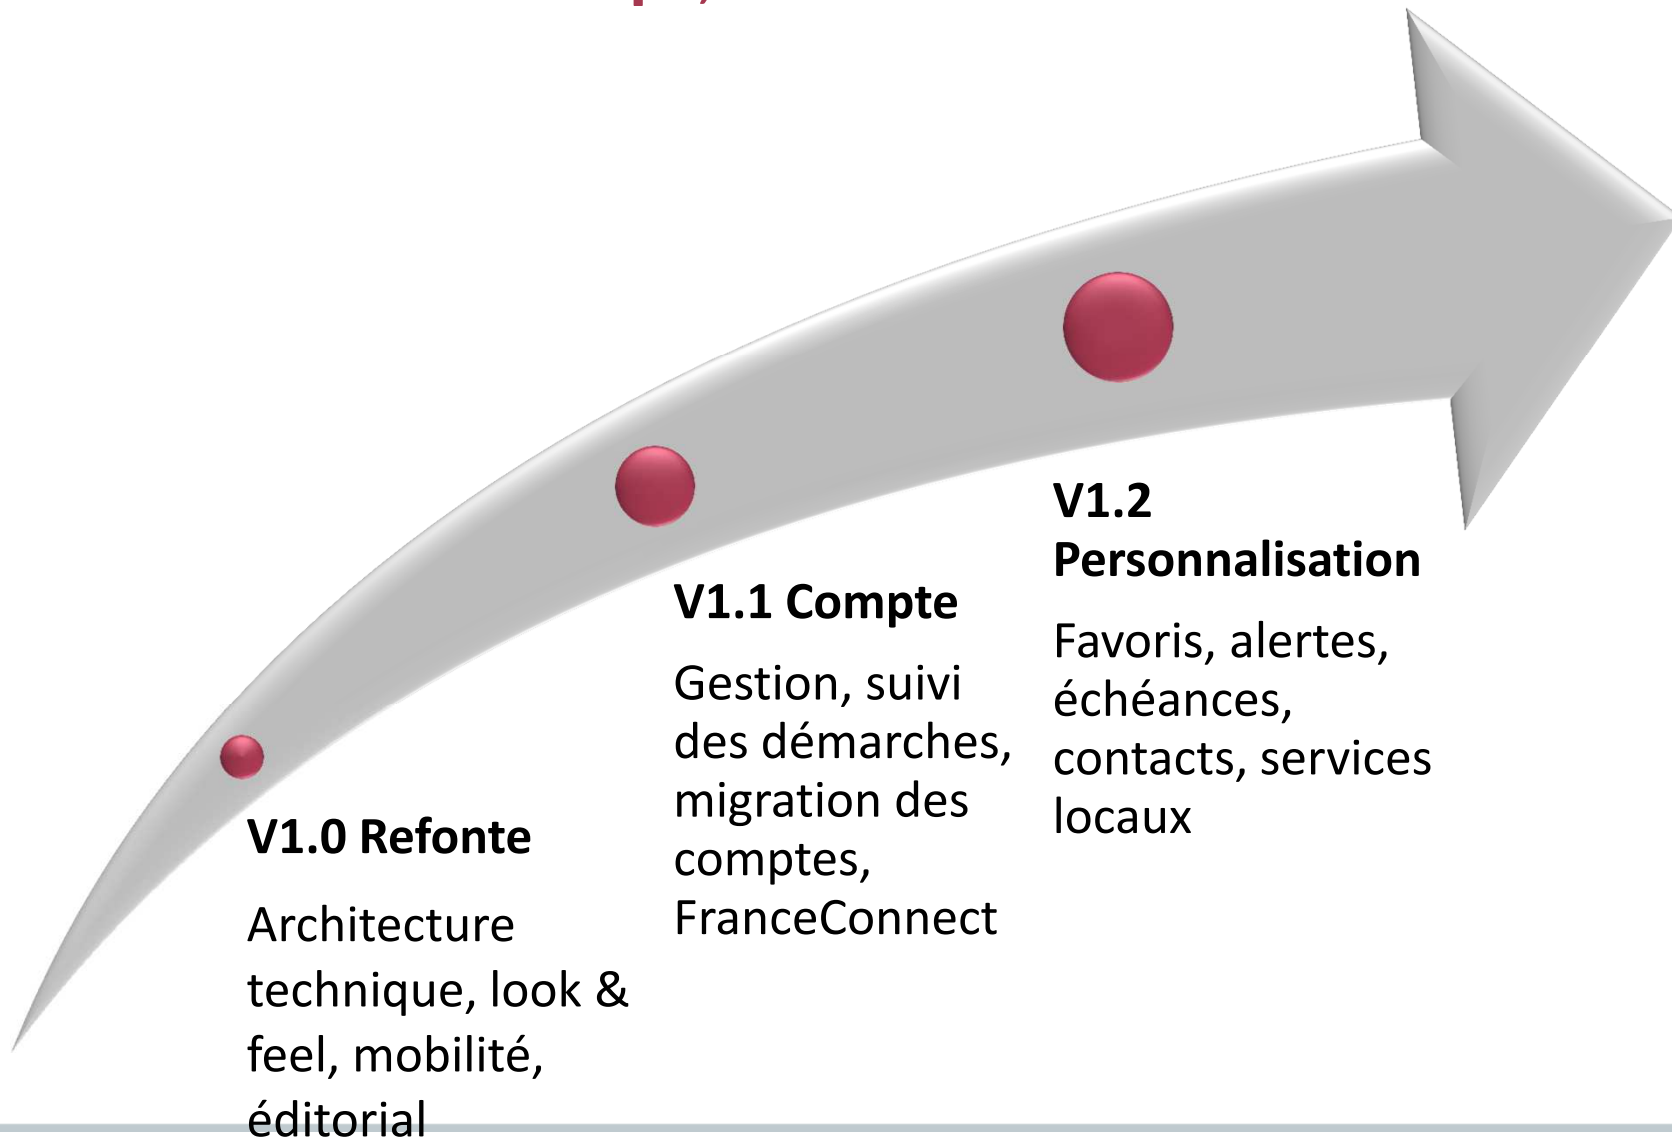 V1.0 Refonte
Architecture
technique, look &
feel, mobilité,
éditorial
V1.1 Compte
Gestion, suivi
des démarches,
migration des
comptes,
FranceConnect
V1.2
Personnalisation
Favoris, alertes,
échéances,
contacts, services
locaux